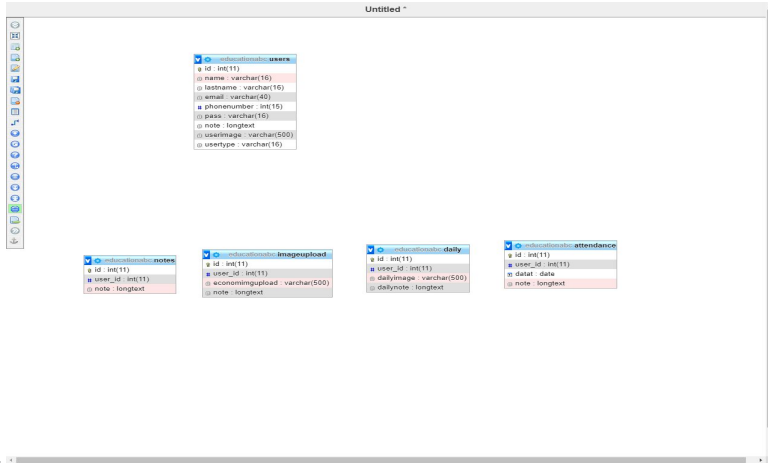 Untitled *
educationabc users
id : int(11)
name : varchar(16)
lastname : varchar(16)
email : varchar(40)
phonenumber : int(15)
pass : varchar(16)
note : longtext
userimage : varchar(500)
usertype : varchar(16)
educationabc notes
id : int(11)
user_id : int(11)
note : longtext
educationabc imageupload
id : int(11)
user_id : int(11)
economimgupload : varchar(500)
note : longtext
educationabc daily
id : int(11)
user_id : int(11)
dailyimage : varchar(500)
dailynote : longtext
educationabc attendance
id : int(11)
user_id : int(11)
datat : date
note : longtext